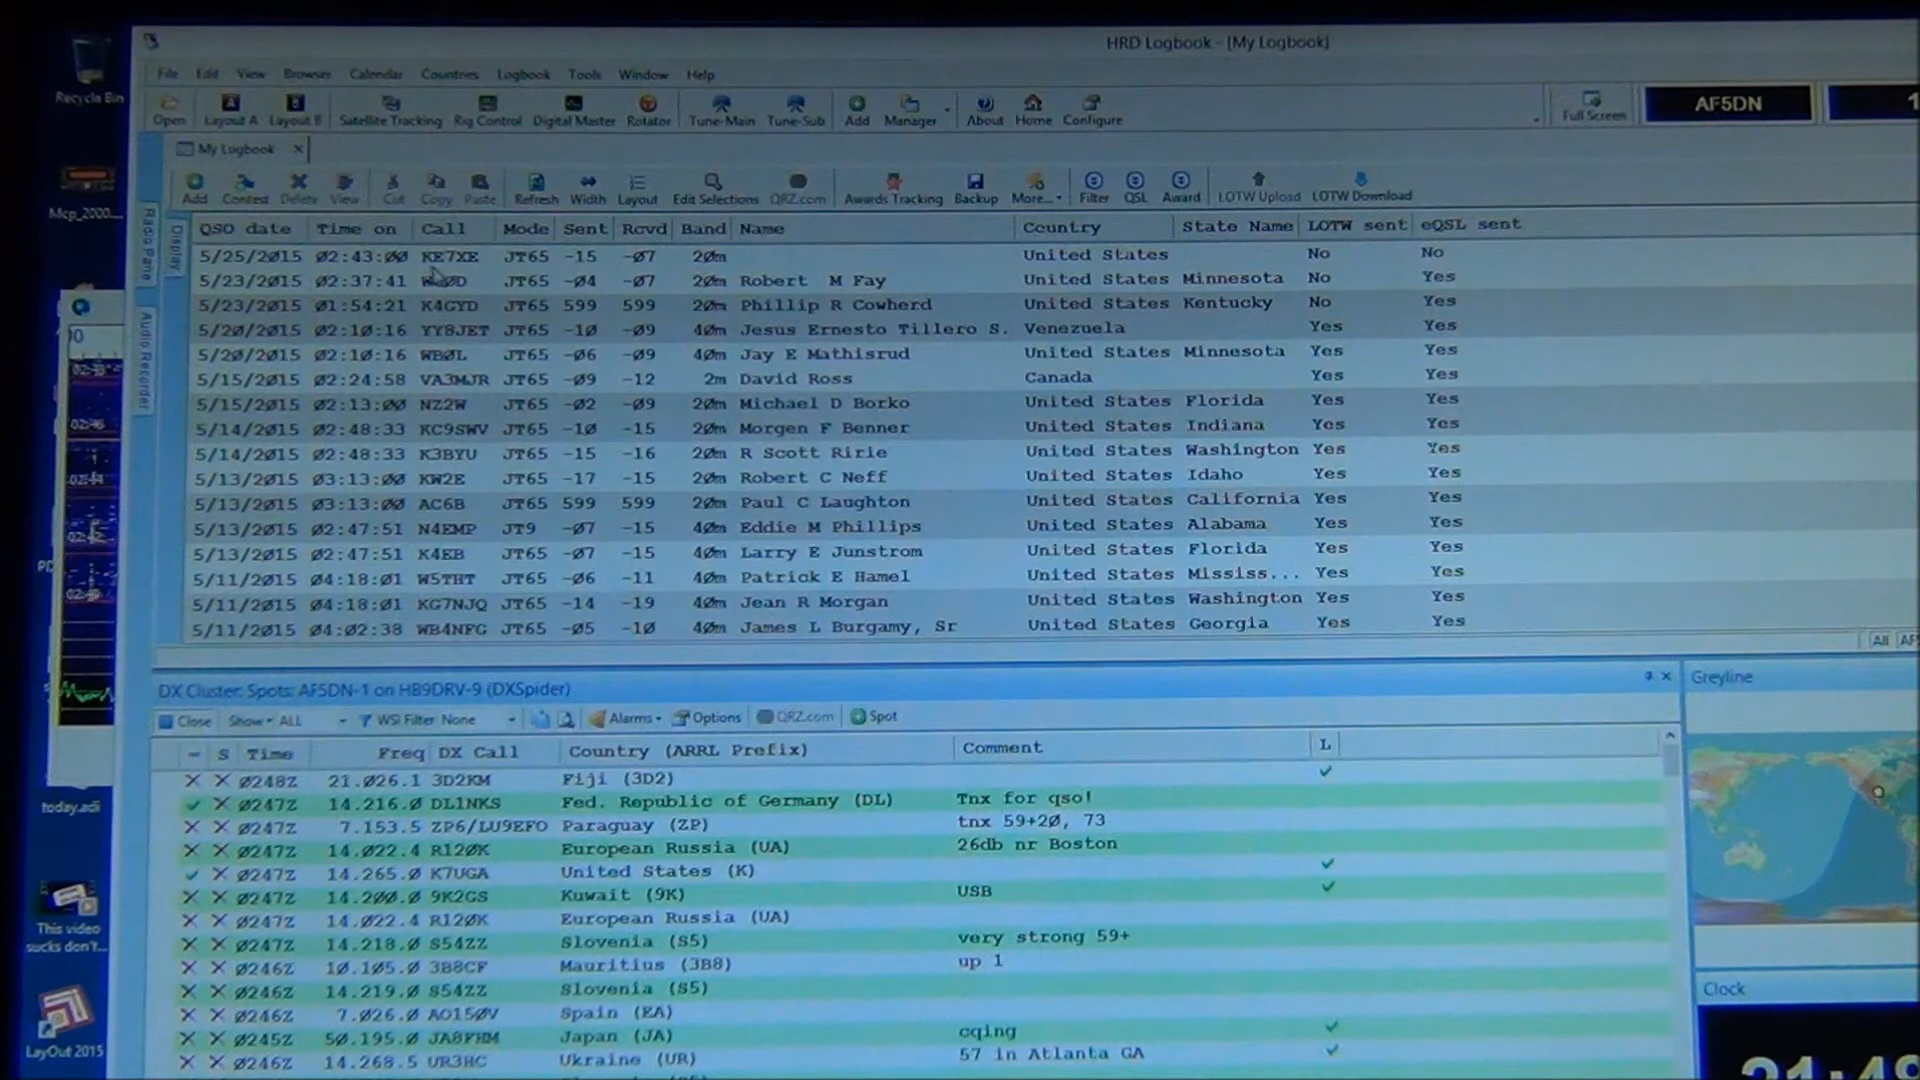 HRD Logbook - [My Logbook]
Recycle Bin
File Edit View Browser Calendar Countries Logbook Tools Window Help
Open Layout A Layout B Satellite Tracking Rig Control Digital Master Rotator Tune-Main Tune-Sub Add Manager About Home Configure Full Screen AF5DN 1
My Logbook
Add Contest Delete View Cut Copy Paste Refresh Width Layout Edit Selections QRZ.com Awards Tracking Backup More... Filter QSL Award LOTW Upload LOTW Download
Mcp_2000....
Radio Pane
Display
Audio Recorder
QSO date Time on Call Mode Sent Rcvd Band Name Country State Name LOTW sent eQSL sent
5/25/2015 02:43:00 KE7XE JT65 -15 -07 20m United States No No
5/23/2015 02:37:41 JT65 -04 -07 20m Robert M Fay United States Minnesota No Yes
5/23/2015 01:54:21 K4GYD JT65 599 599 20m Phillip R Cowherd United States Kentucky No Yes
5/20/2015 02:10:16 YY8JET JT65 -10 -09 40m Jesus Ernesto Tillero S. Venezuela Yes Yes
5/20/2015 02:10:16 WB0L JT65 -06 -09 40m Jay E Mathisrud United States Minnesota Yes Yes
5/15/2015 02:24:58 VA3MJR JT65 -09 -12 2m David Ross Canada Yes Yes
5/15/2015 02:13:00 NZ2W JT65 -02 -09 20m Michael D Borko United States Florida Yes Yes
5/14/2015 02:48:33 KC9SWV JT65 -10 -15 20m Morgen F Benner United States Indiana Yes Yes
5/14/2015 02:48:33 K3BYU JT65 -15 -16 20m R Scott Ririe United States Washington Yes Yes
5/13/2015 03:13:00 KW2E JT65 -17 -15 20m Robert C Neff United States Idaho Yes Yes
5/13/2015 03:13:00 AC6B JT65 599 599 20m Paul C Laughton United States California Yes Yes
5/13/2015 02:47:51 N4EMP JT9 -07 -15 40m Eddie M Phillips United States Alabama Yes Yes
5/13/2015 02:47:51 K4EB JT65 -07 -15 40m Larry E Junstrom United States Florida Yes Yes
5/11/2015 04:18:01 W5THT JT65 -06 -11 40m Patrick E Hamel United States Mississ... Yes Yes
5/11/2015 04:18:01 KG7NJQ JT65 -14 -19 40m Jean R Morgan United States Washington Yes Yes
5/11/2015 04:02:38 WB4NFG JT65 -05 -10 40m James L Burgamy, Sr United States Georgia Yes Yes
All
DX Cluster: Spots: AF5DN-1 on HB9DRV-9 (DXSpider)
Greyline
Close Show ALL WSI Filter None Alarms Options QRZ.com Spot
S Time Freq DX Call Country (ARRL Prefix) Comment L
0248Z 21.026.1 3D2KM Fiji (3D2)
0247Z 14.216.0 DL1NKS Fed. Republic of Germany (DL) Tnx for qso!
0247Z 7.153.5 ZP6/LU9EFO Paraguay (ZP) tnx 59+20, 73
0247Z 14.022.4 R120K European Russia (UA) 26db nr Boston
0247Z 14.265.0 K7UGA United States (K)
0247Z 14.200.0 9K2GS Kuwait (9K) USB
0247Z 14.022.4 R120K European Russia (UA)
0247Z 14.218.0 S54ZZ Slovenia (S5) very strong 59+
0246Z 10.105.0 3B8CF Mauritius (3B8) up 1
0246Z 14.219.0 S54ZZ Slovenia (S5)
0246Z 7.026.0 AO150V Spain (EA)
0245Z 50.195.0 JA8FHM Japan (JA) cqing
0246Z 14.268.5 UR3HC Ukraine (UR) 57 in Atlanta GA
today.adi
This video
sucks don't...
LayOut 2015
Clock